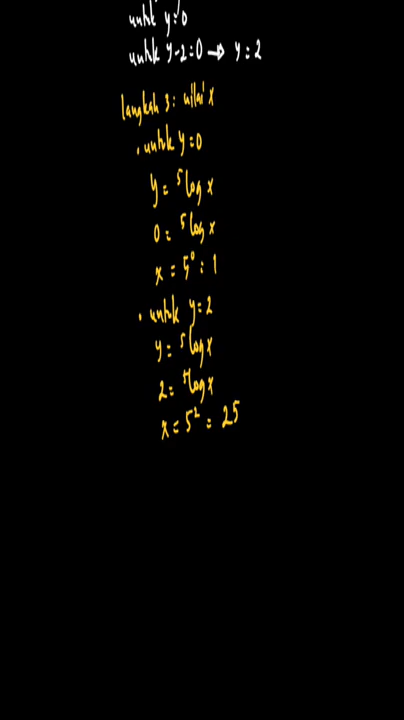 untuk y=0
untuk y-2=0 → y=2
langkah 3: nilai x
• untuk y=0
y = ⁵log x
0 = ⁵log x
x = 5⁰ = 1
• untuk y=2
y = ⁵log x
2 = ⁵log x
x = 5² = 25